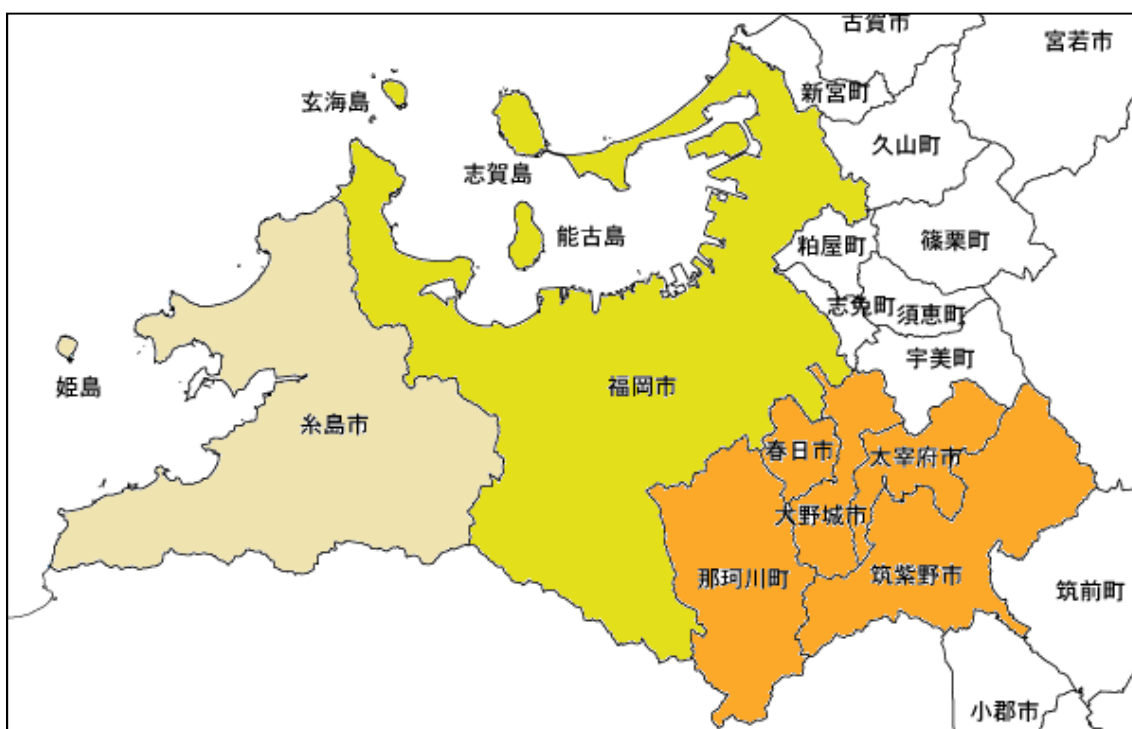 古賀市
宮若市
新宮町
玄海島
久山町
志賀島
能古島
粕屋町
篠栗町
志免町
須恵町
宇美町
姫島
福岡市
糸島市
春日市
太宰府市
大野城市
那珂川町
筑紫野市
筑前町
小郡市